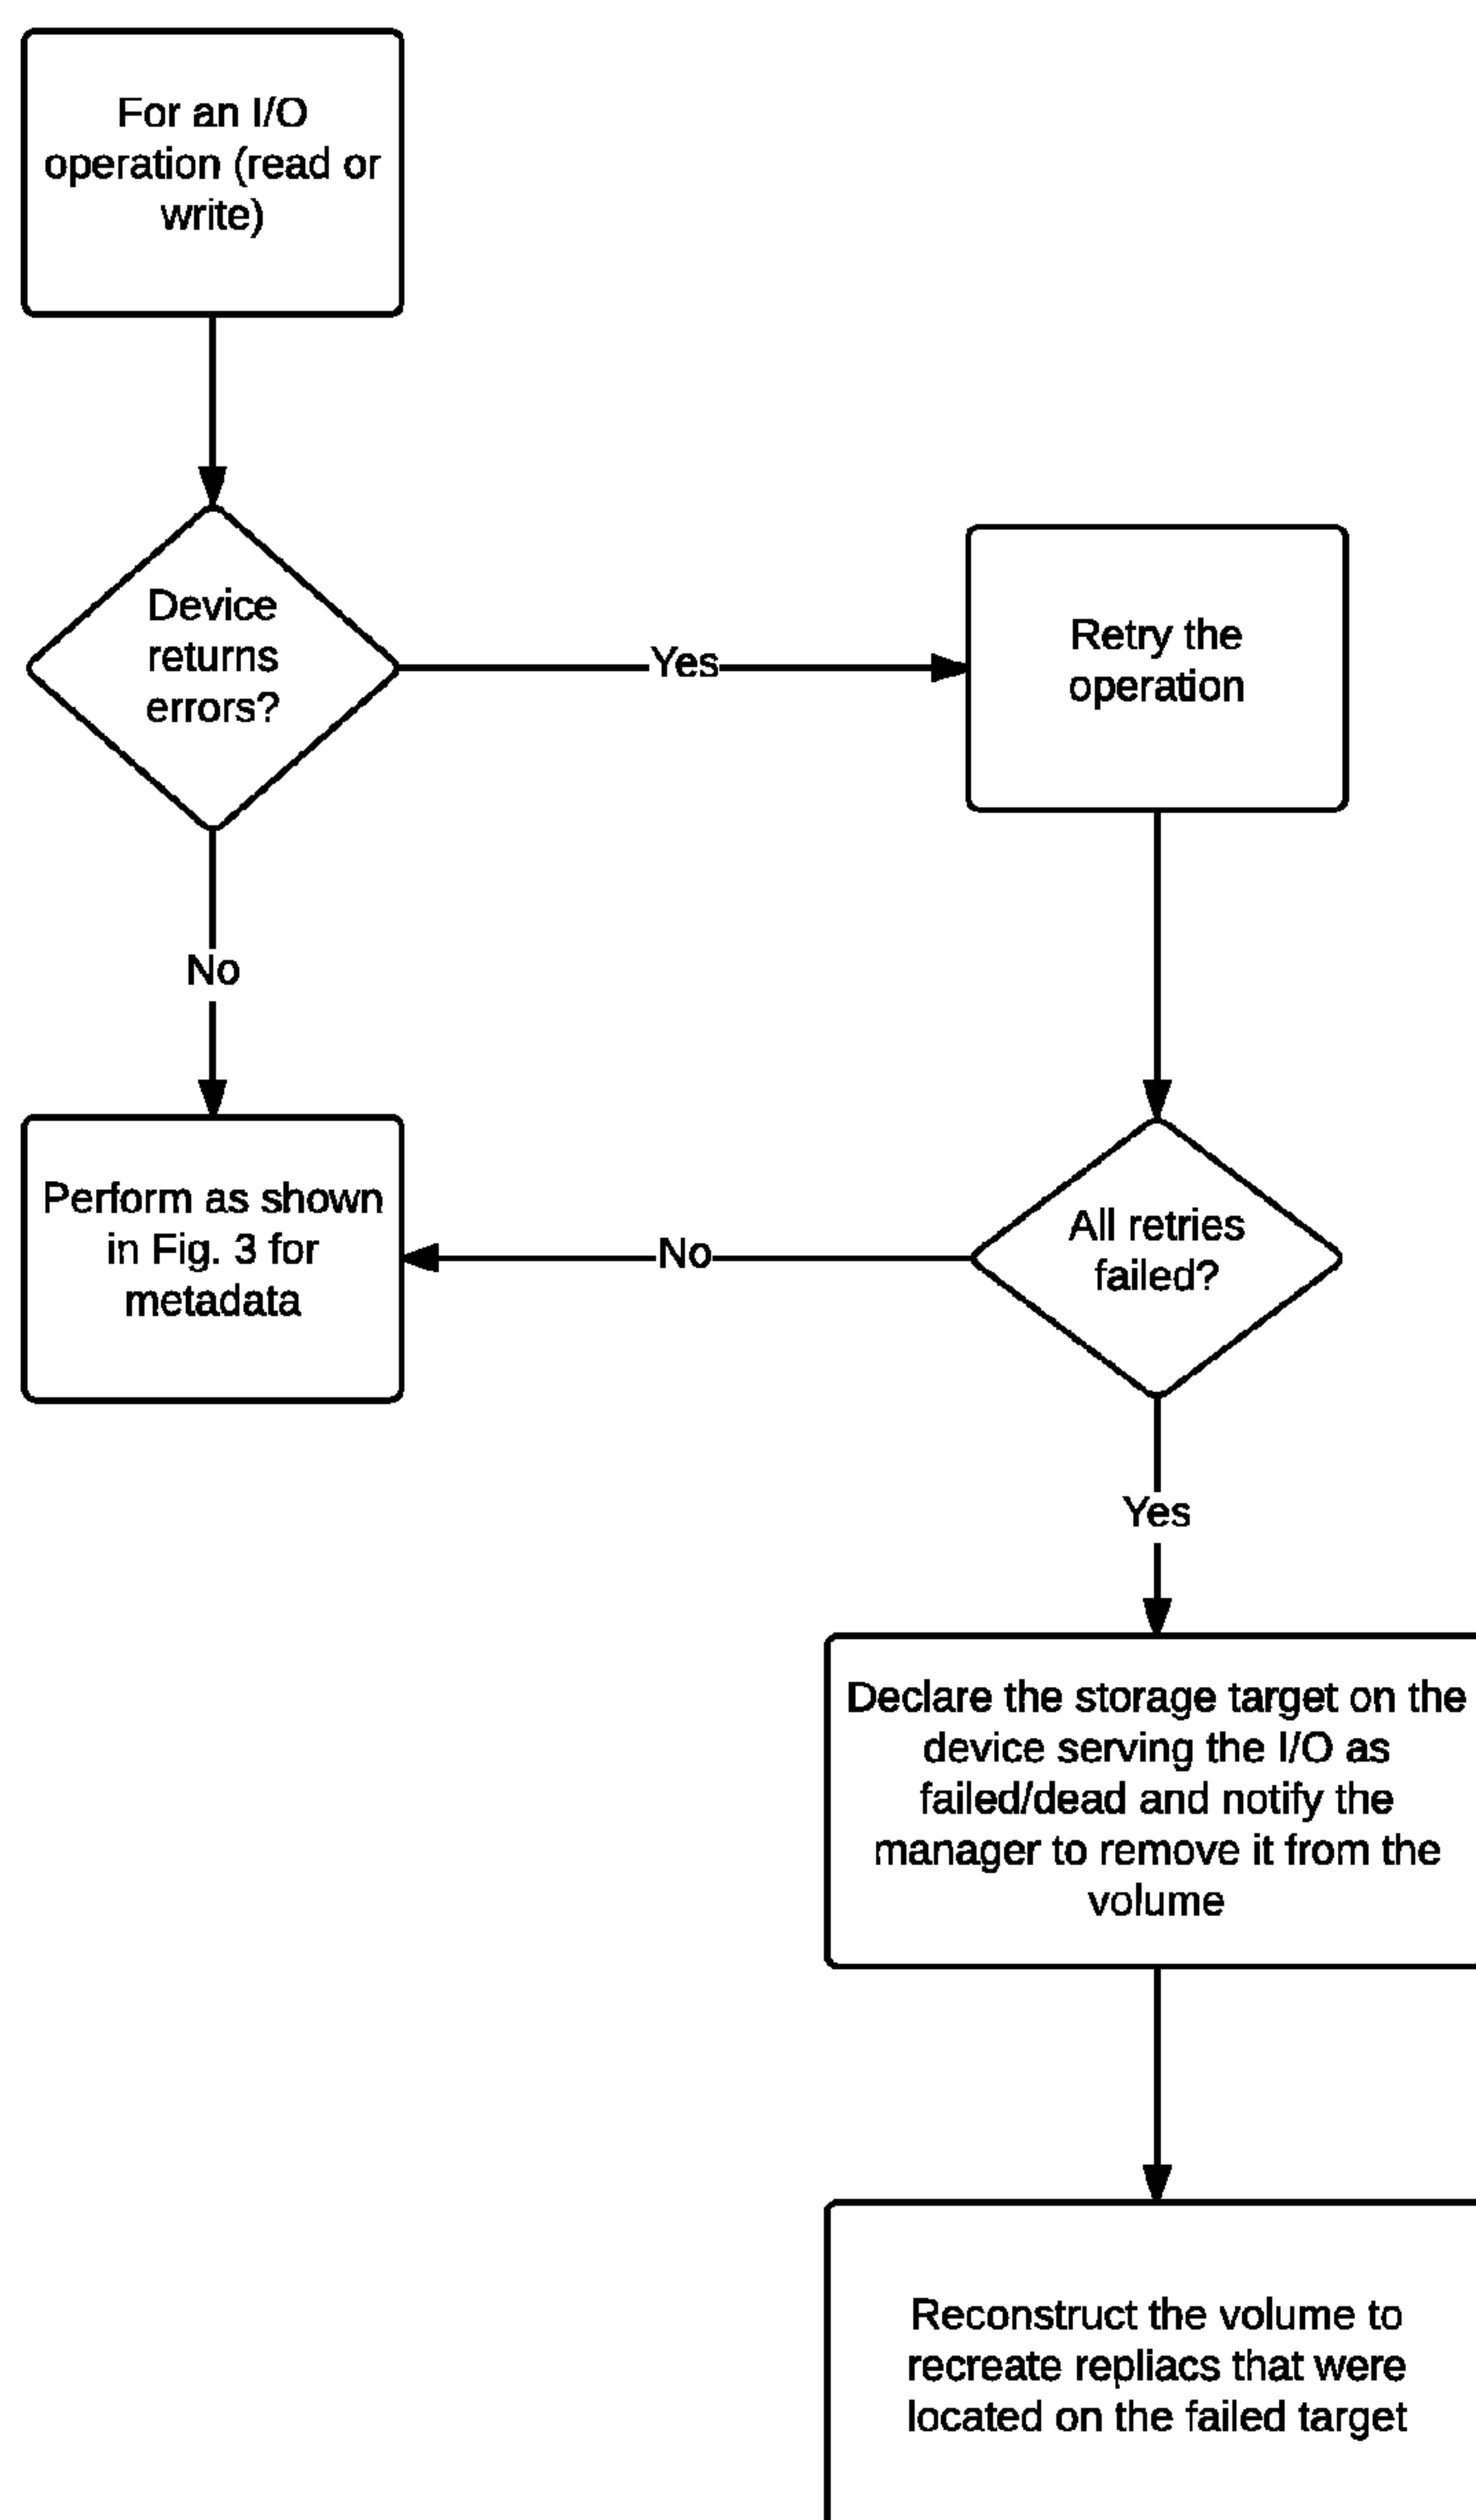 For an I/O
operation (read or
write)
Device
returns
errors?
Yes
Retry the
operation
No
Perform as shown
in Fig. 3 for
metadata
No
All retries
failed?
Yes
Declare the storage target on the
device serving the I/O as
failed/dead and notify the
manager to remove it from the
volume
Reconstruct the volume to
recreate repliacs that were
located on the failed target